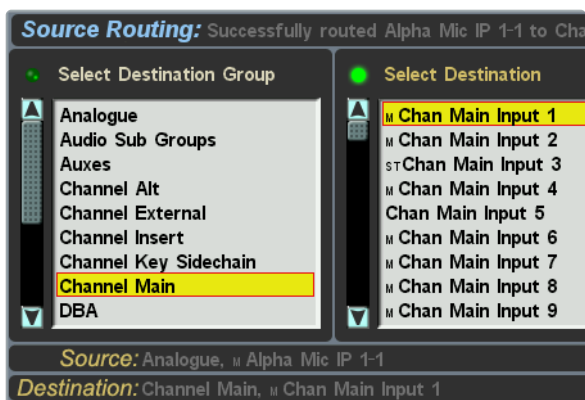 Source Routing: Successfully routed Alpha Mic IP 1-1 to Cha
Select Destination Group
Analogue
Audio Sub Groups
Auxes
Channel Alt
Channel External
Channel Insert
Channel Key Sidechain
Channel Main
DBA
Select Destination
M Chan Main Input 1
M Chan Main Input 2
ST Chan Main Input 3
M Chan Main Input 4
Chan Main Input 5
M Chan Main Input 6
M Chan Main Input 7
M Chan Main Input 8
M Chan Main Input 9
Source: Analogue, M Alpha Mic IP 1-1
Destination: Channel Main, M Chan Main Input 1